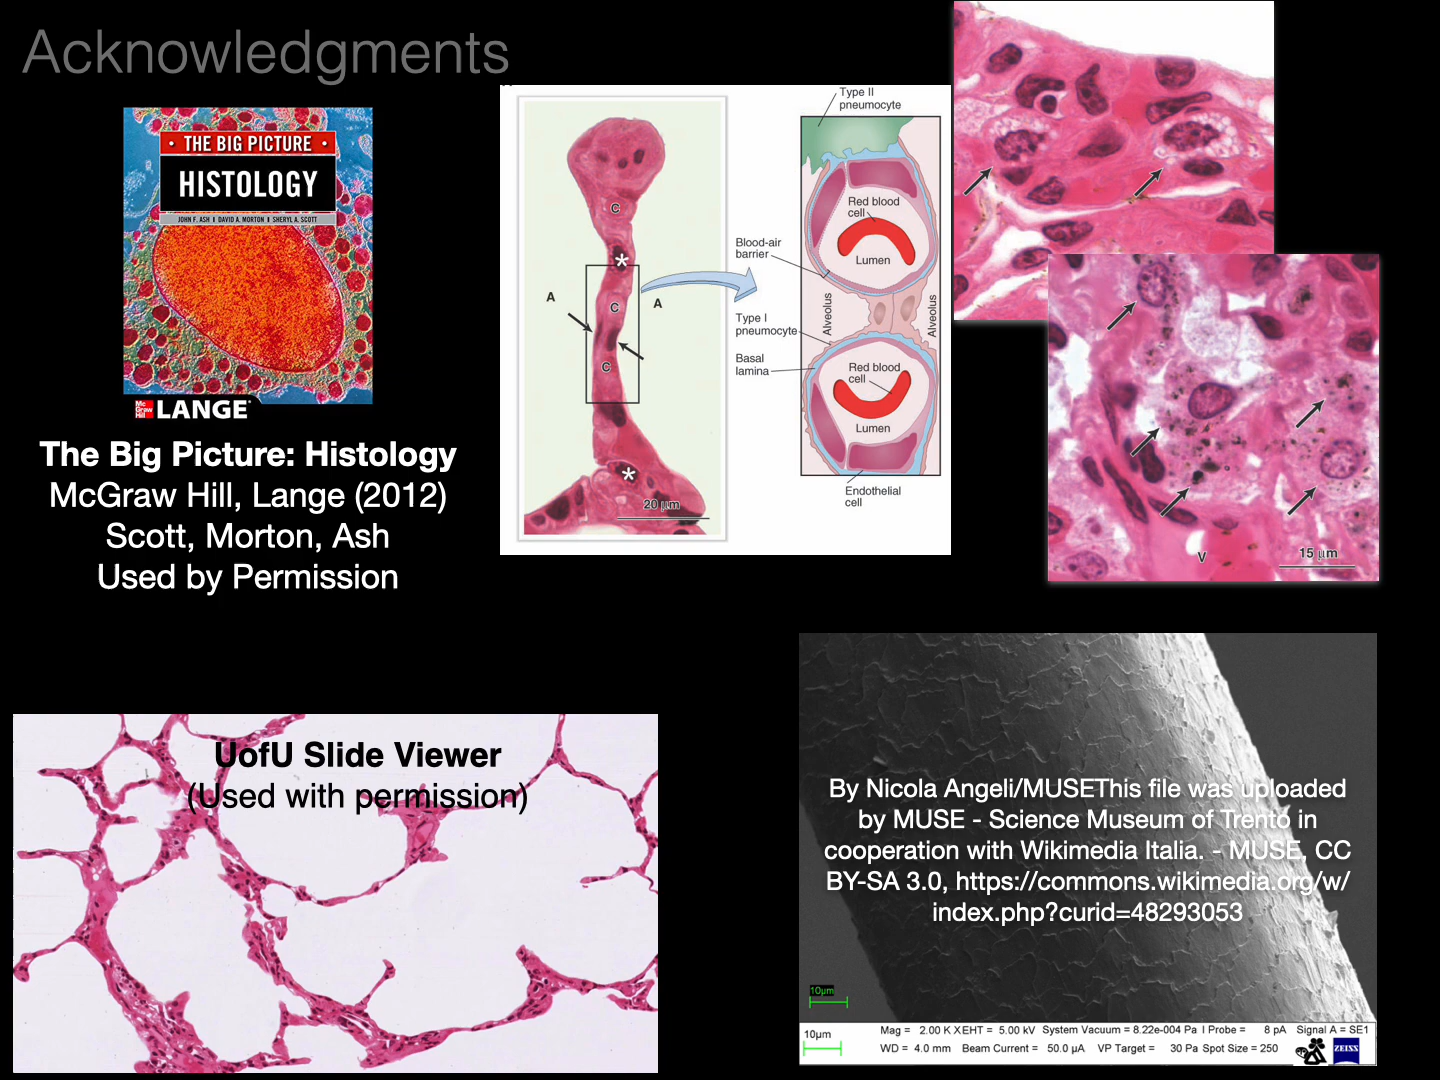 Acknowledgments
• THE BIG PICTURE •
HISTOLOGY
JOHN F. ASH | DAVID A. MORTON | SHERYL A. SCOTT
Mc
Graw
Hill
LANGE
The Big Picture: Histology
McGraw Hill, Lange (2012)
Scott, Morton, Ash
Used by Permission
C
*
A
C
A
C
*
20 µm
Type II
pneumocyte
Red blood
cell
Lumen
Blood-air
barrier
Alveolus
Alveolus
Type I
pneumocyte
Basal
lamina
Red blood
cell
Lumen
Endothelial
cell
V
15 µm
UofU Slide Viewer
(Used with permission)
By Nicola Angeli/MUSEThis file was uploaded
by MUSE - Science Museum of Trento in
cooperation with Wikimedia Italia. - MUSE, CC
BY-SA 3.0, https://commons.wikimedia.org/w/
index.php?curid=48293053
10µm
10µm
Mag = 2.00 K X EHT = 5.00 kV System Vacuum = 8.22e-004 Pa I Probe = 8 pA Signal A = SE1
WD = 4.0 mm Beam Current = 50.0 µA VP Target = 30 Pa Spot Size = 250
ZEISS